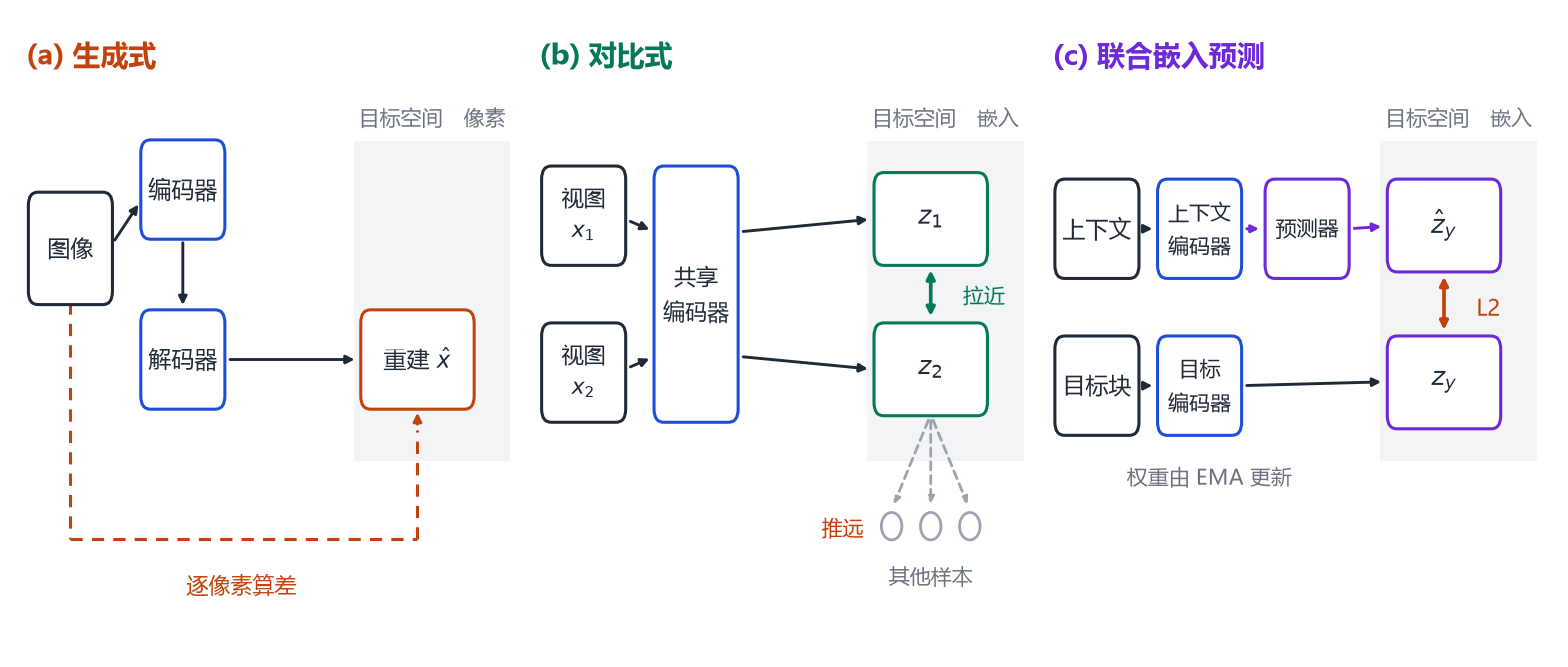 (a) 生成式
目标空间 像素
图像
编码器
解码器
重建 x̂
逐像素算差
(b) 对比式
目标空间 嵌入
视图
x₁
视图
x₂
共享
编码器
z₁
拉近
z₂
推远
其他样本
(c) 联合嵌入预测
目标空间 嵌入
上下文
上下文
编码器
预测器
ẑy
L2
目标块
目标
编码器
zy
权重由 EMA 更新